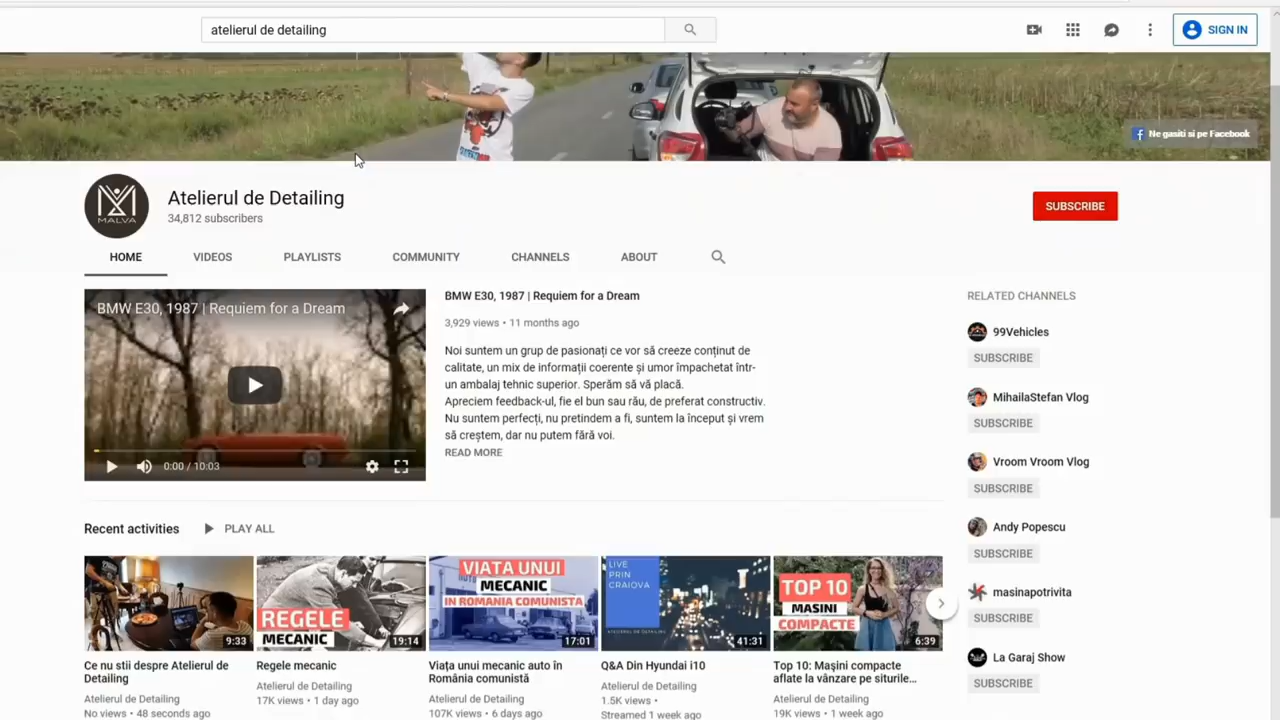 atelierul de detailing
SIGN IN
Ne gasiti si pe Facebook
MALVA
Atelierul de Detailing
34,812 subscribers
SUBSCRIBE
HOME VIDEOS PLAYLISTS COMMUNITY CHANNELS ABOUT
BMW E30, 1987 | Requiem for a Dream
0:00 / 10:03
BMW E30, 1987 | Requiem for a Dream
3,929 views • 11 months ago
Noi suntem un grup de pasionați ce vor să creeze conținut de
calitate, un mix de informații coerente și umor împachetat într-
un ambalaj tehnic superior. Sperăm să vă placă.
Apreciem feedback-ul, fie el bun sau rău, de preferat constructiv.
Nu suntem perfecți, nu pretindem a fi, suntem la început și vrem
să creștem, dar nu putem fără voi.
READ MORE
RELATED CHANNELS
99Vehicles
SUBSCRIBE
MihailaStefan Vlog
SUBSCRIBE
Vroom Vroom Vlog
SUBSCRIBE
Andy Popescu
SUBSCRIBE
masinapotrivita
SUBSCRIBE
La Garaj Show
SUBSCRIBE
Recent activities PLAY ALL
9:33
REGELE
MECANIC
19:14
VIATA UNUI
MECANIC
IN ROMANIA COMUNISTA
17:01
LIVE
PRIN
CRAIOVA
ATELIERUL DE DETAILING
41:31
TOP 10
MASINI
COMPACTE
6:39
Ce nu stii despre Atelierul de
Detailing
Atelierul de Detailing
No views • 48 seconds ago
Regele mecanic
Atelierul de Detailing
17K views • 1 day ago
Viața unui mecanic auto în
România comunistă
Atelierul de Detailing
107K views • 6 days ago
Q&A Din Hyundai i10
Atelierul de Detailing
1.5K views •
Streamed 1 week ago
Top 10: Mașini compacte
aflate la vânzare pe siturile...
Atelierul de Detailing
19K views • 1 week ago